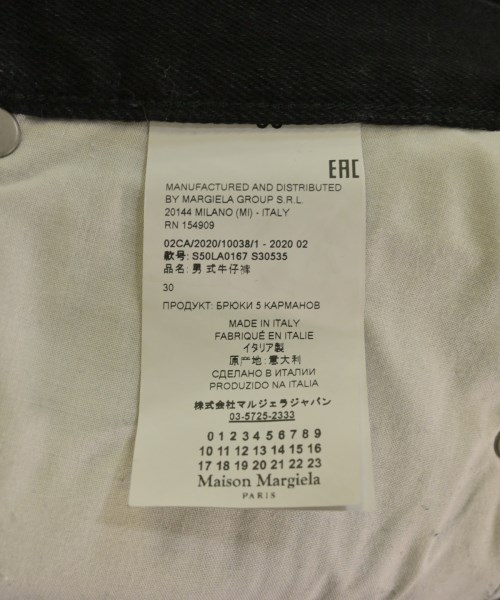 EAC
MANUFACTURED AND DISTRIBUTED
BY MARGIELA GROUP S.R.L.
20144 MILANO (MI) - ITALY
RN 154909
02CA/2020/10038/1 - 2020 02
款号: S50LA0167 S30535
品名: 男 式牛仔褲
30
ПРОДУКТ: БРЮКИ 5 КАРМАНОВ
MADE IN ITALY
FABRIQUÉ EN ITALIE
イタリア製
原产地: 意大利
СДЕЛАНО В ИТАЛИИ
PRODUZIDO NA ITALIA
株式会社マルジェラジャパン
03-5725-2333
0 1 2 3 4 5 6 7 8 9
10 11 12 13 14 15 16
17 18 19 20 21 22 23
Maison Margiela
PARIS